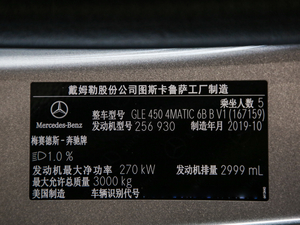 戴姆勒股份公司图斯卡鲁萨工厂制造
乘坐人数 5
整车型号 GLE 450 4MATIC 6B B V1 (167159)
Mercedes-Benz
发动机型号 256 930 制造年月 2019-10
梅赛德斯-奔驰牌
1.0 %
发动机最大净功率 270 kW 发动机排量 2999 mL
最大允许总质量 3000 kg
美国制造 车辆识别代号